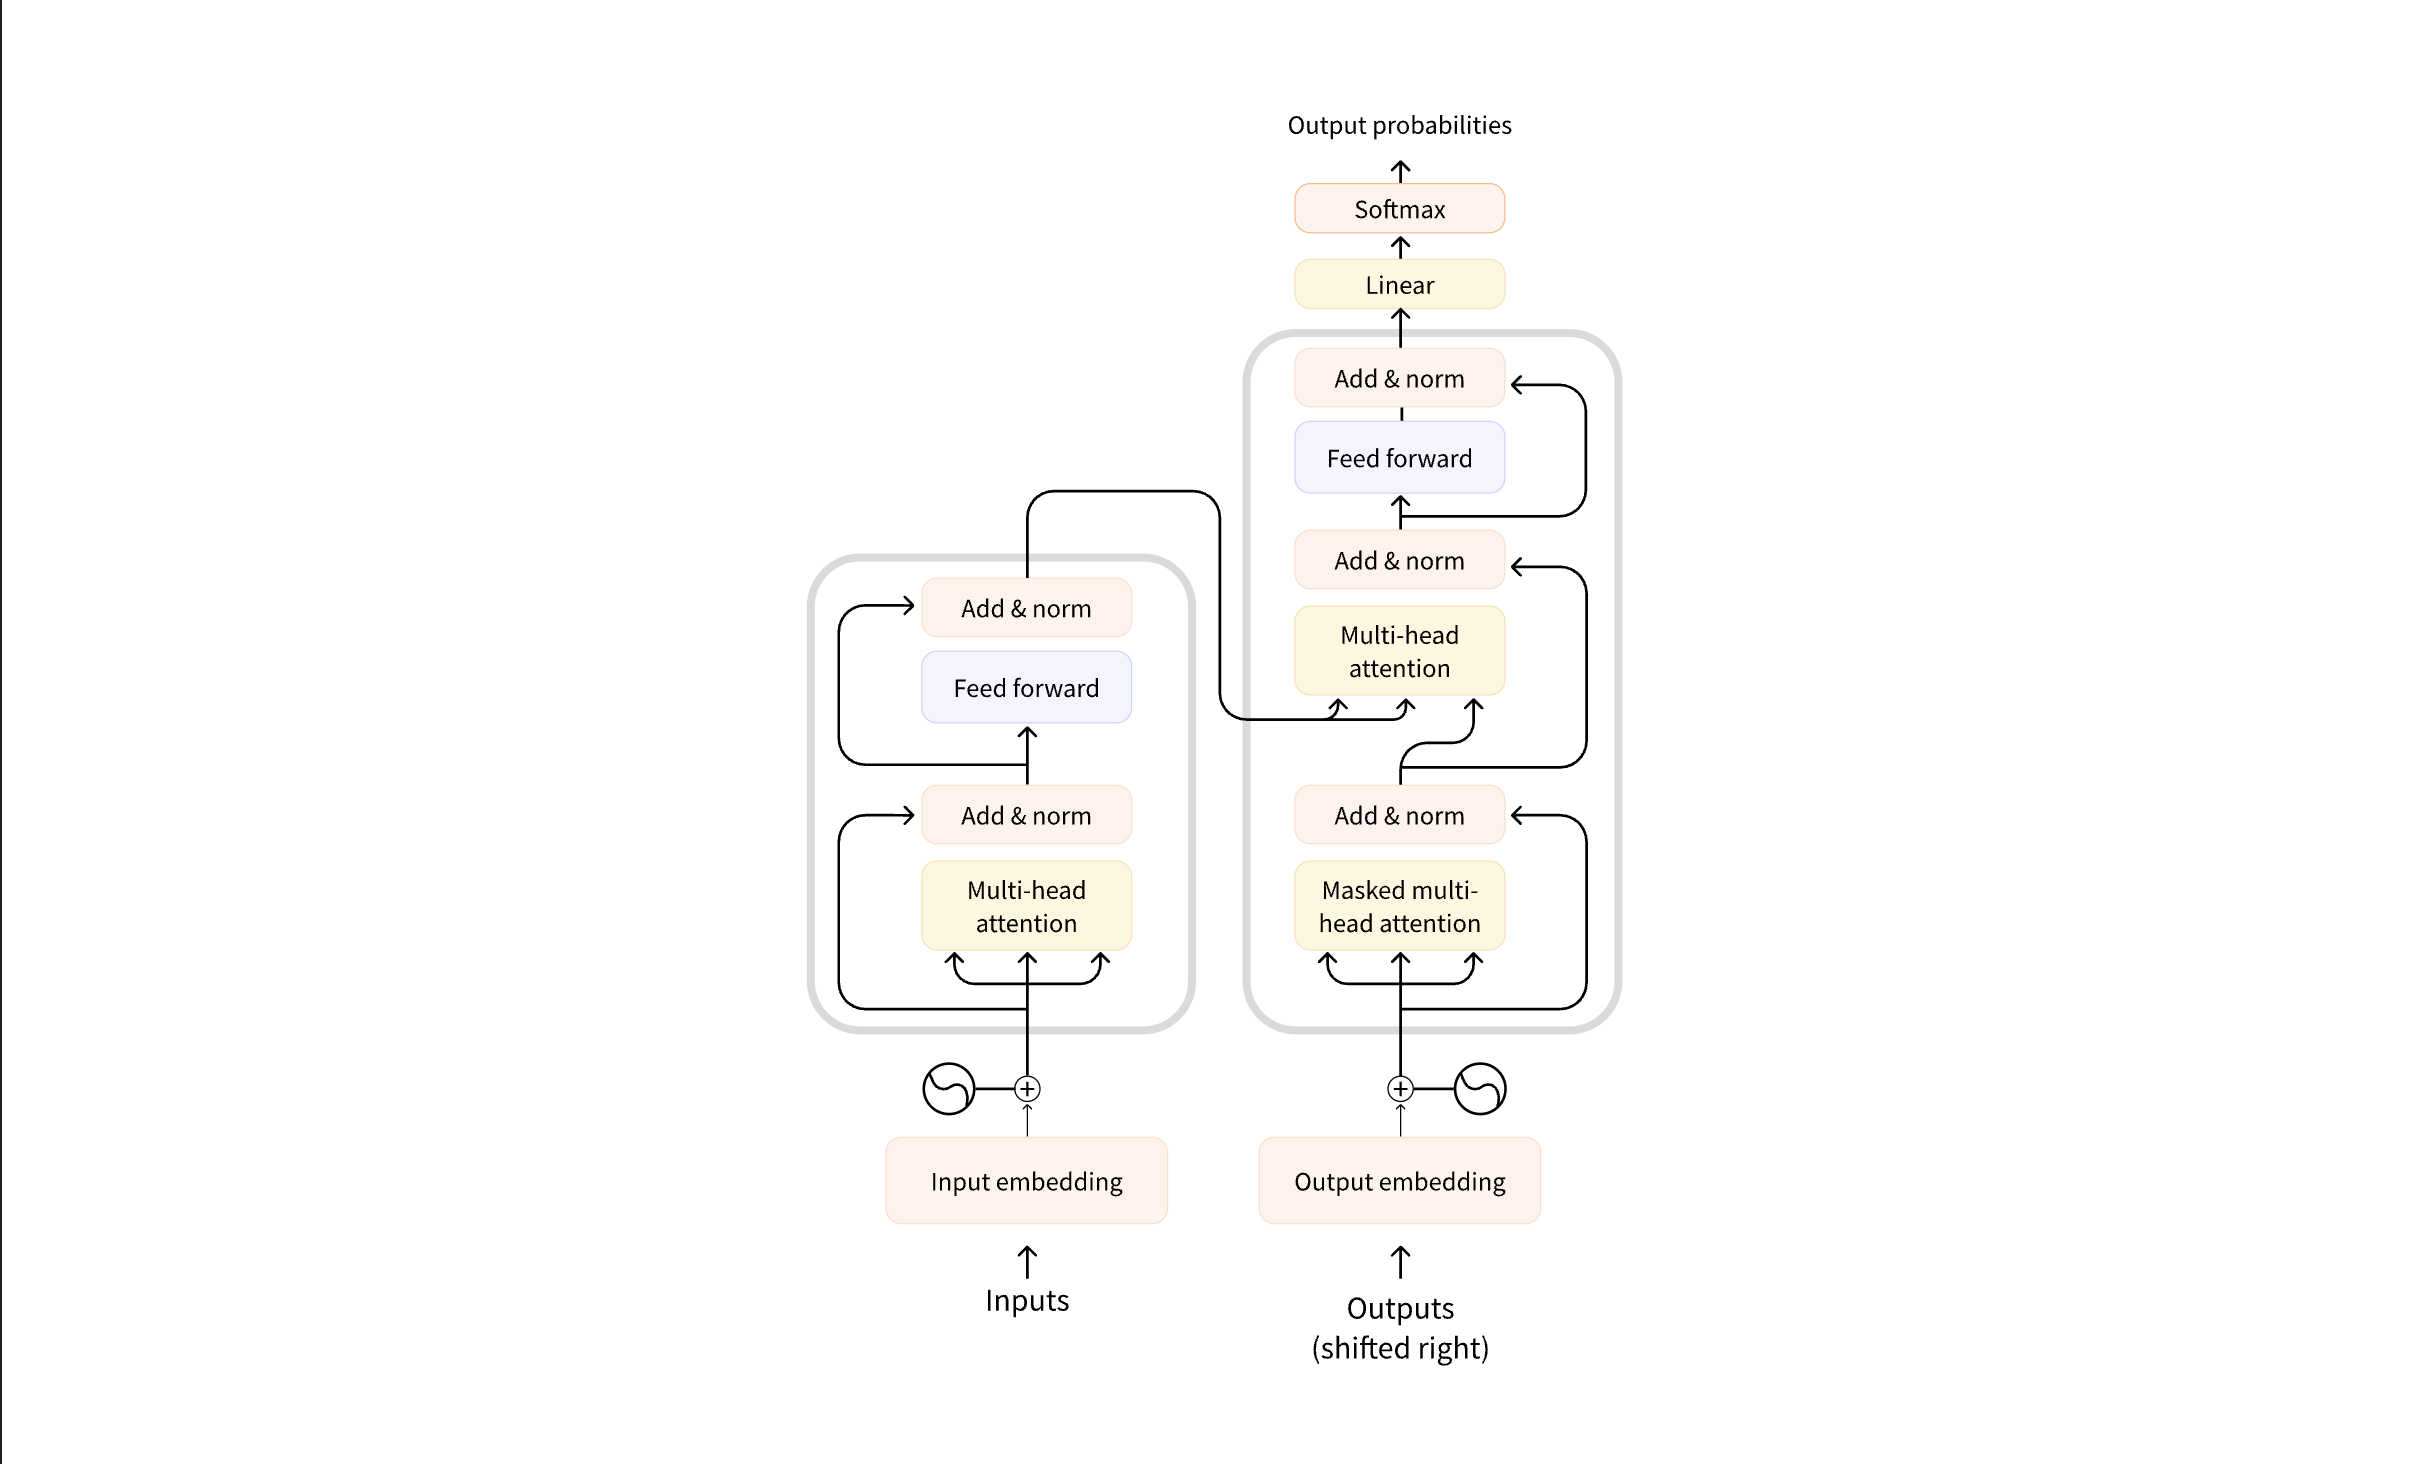 Output probabilities
Softmax
Linear
Add & norm
Feed forward
Add & norm
Multi-head
attention
Add & norm
Masked multi-
head attention
Output embedding
Outputs
(shifted right)
Add & norm
Feed forward
Add & norm
Multi-head
attention
Input embedding
Inputs